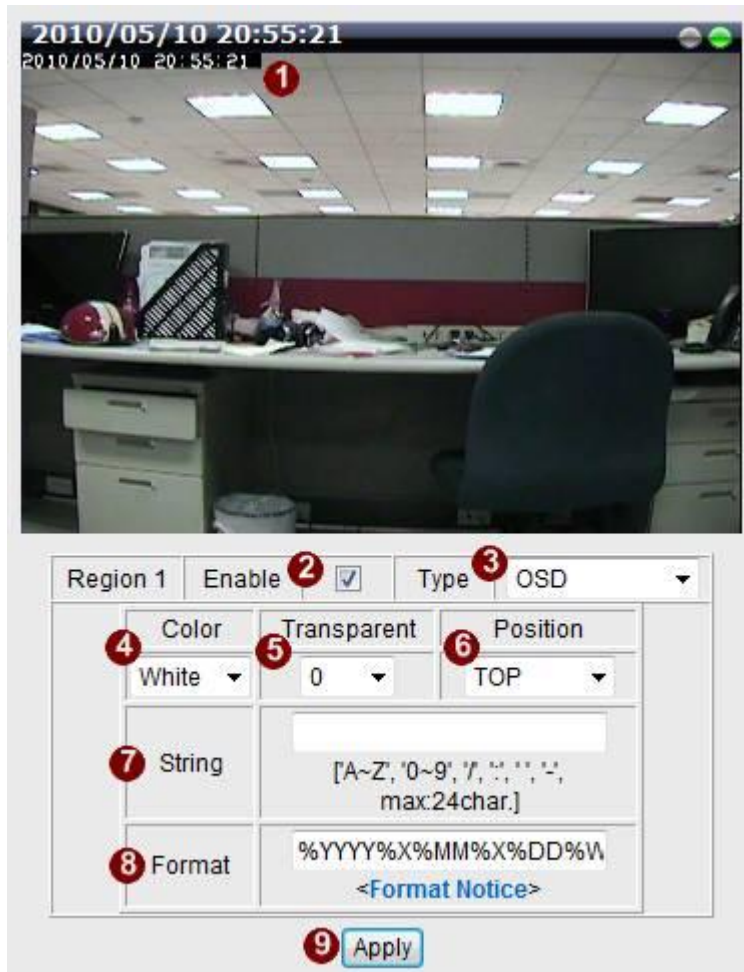 2010/05/10 20:55:21
2010/05/10 20:55:21
1
Region 1 Enable 2 Type 3 OSD
Color Transparent Position
4 5 6
White 0 TOP
7 String
['A~Z', '0~9', '/', ':', ' ', '-',
max:24char.]
8 Format %YYYY%X%MM%X%DD%W
<Format Notice>
9 Apply